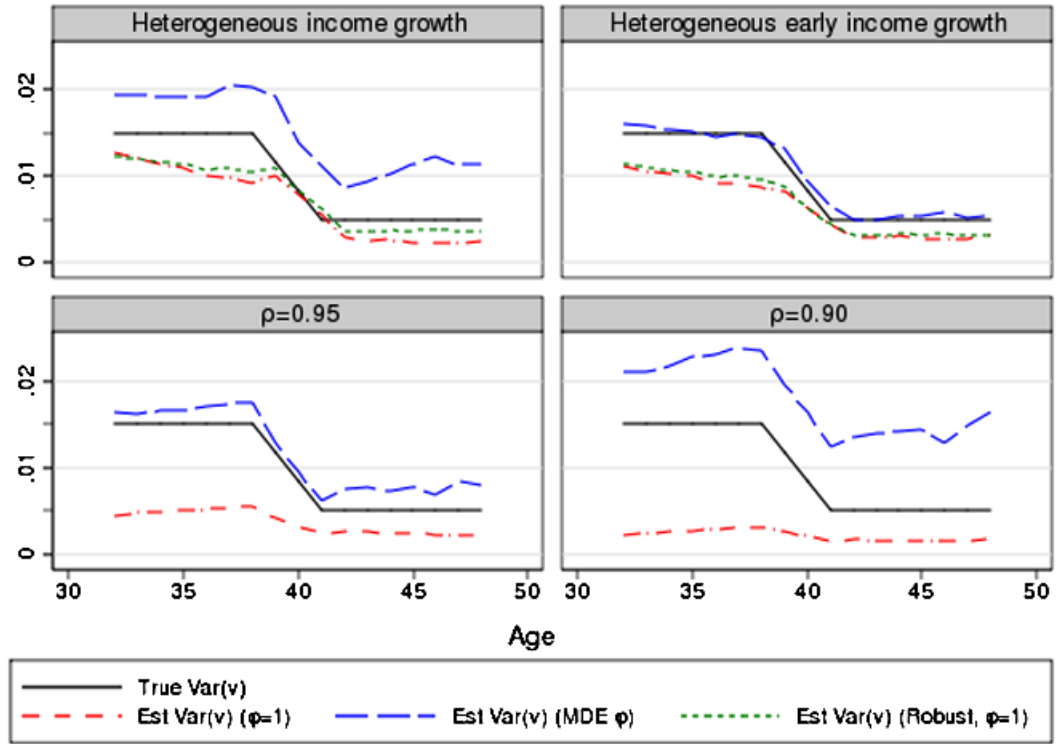 Heterogeneous income growth
Heterogeneous early income growth
.02
.01
0
ρ=0.95
ρ=0.90
.02
.01
0
30 35 40 45 50 30 35 40 45 50
Age
True Var(v)
Est Var(v) (φ=1) Est Var(v) (MDE φ) Est Var(v) (Robust, φ=1)